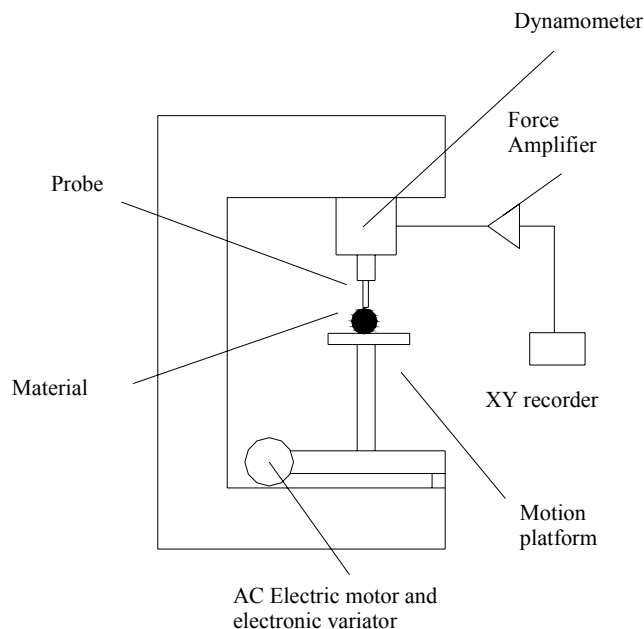 Dynamometer
Force
Amplifier
Probe
Material
XY recorder
Motion
platform
AC Electric motor and
electronic variator